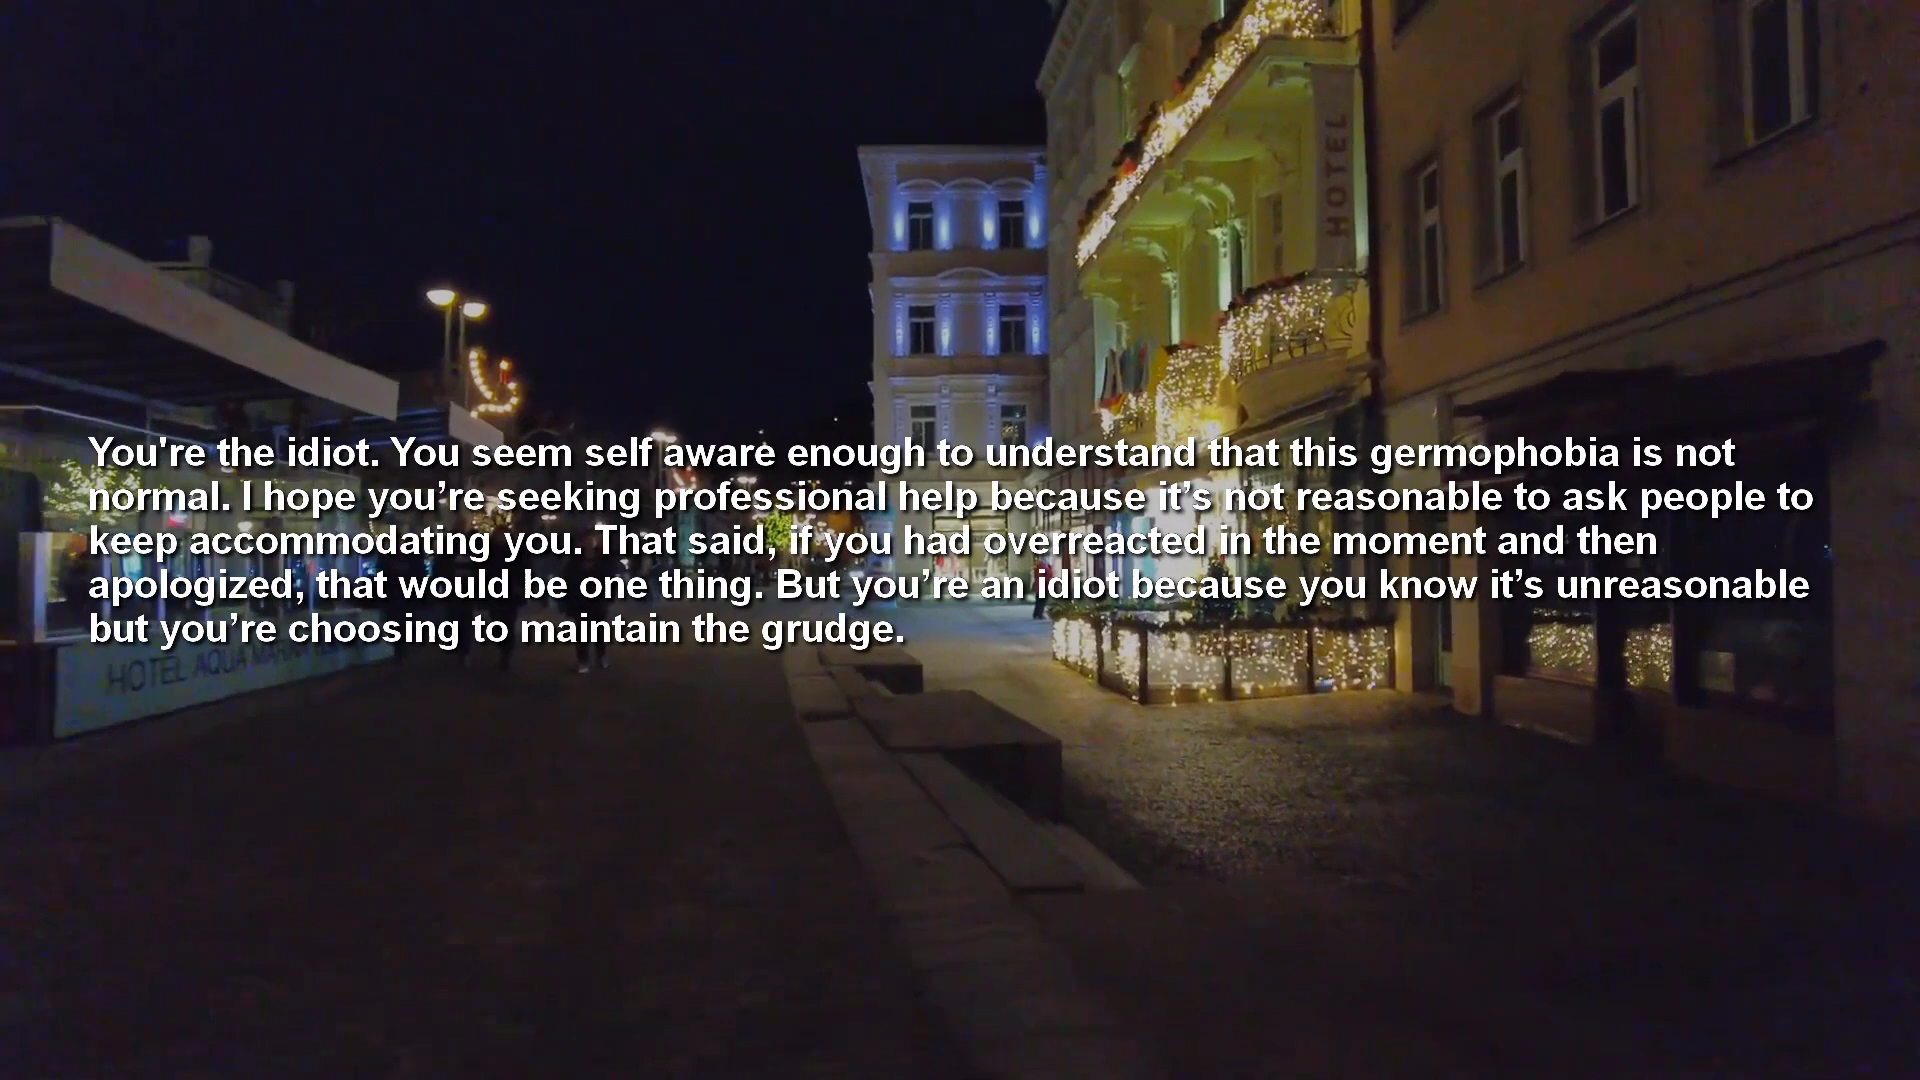 HOTEL
You're the idiot. You seem self aware enough to understand that this germophobia is not
normal. I hope you’re seeking professional help because it’s not reasonable to ask people to
keep accommodating you. That said, if you had overreacted in the moment and then
apologized, that would be one thing. But you’re an idiot because you know it’s unreasonable
but you’re choosing to maintain the grudge.
HOTEL AQUA